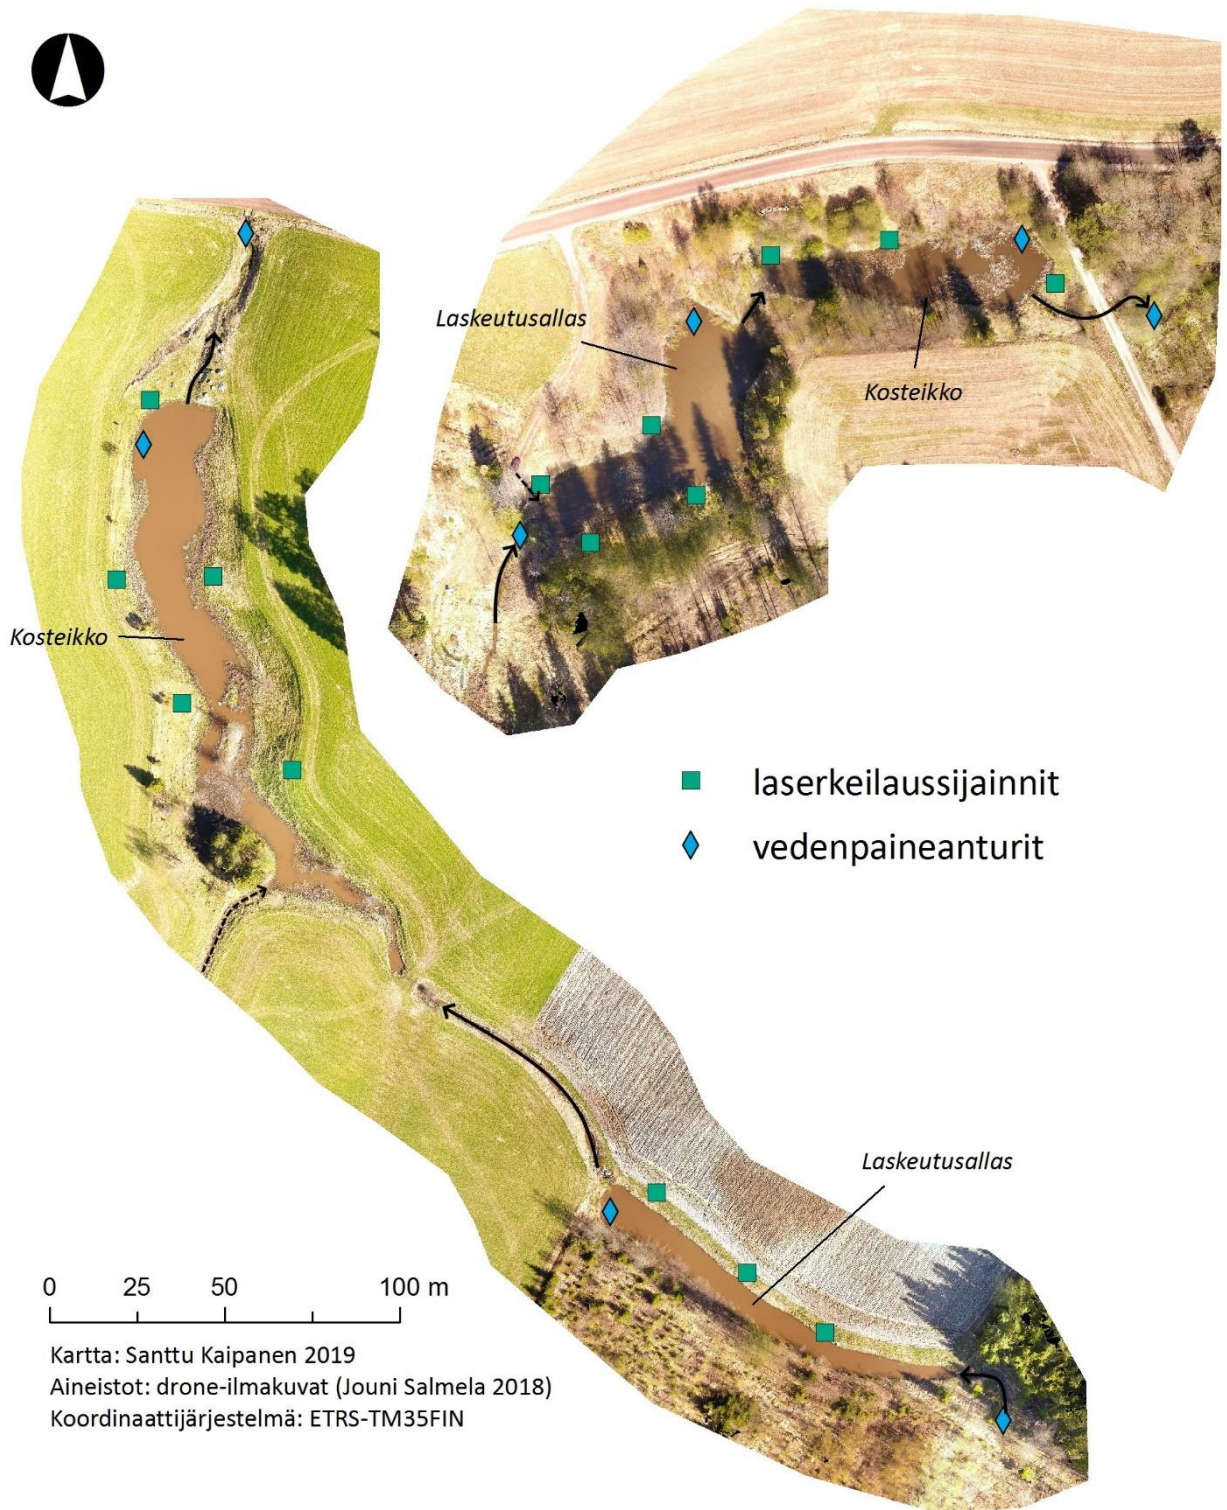 Laskeutusallas
Kosteikko
Kosteikko
laserkeilaussijainnit
vedenpaineanturit
Laskeutusallas
0 25 50 100 m
Kartta: Santtu Kaipanen 2019
Aineistot: drone-ilmakuvat (Jouni Salmela 2018)
Koordinaattijärjestelmä: ETRS-TM35FIN